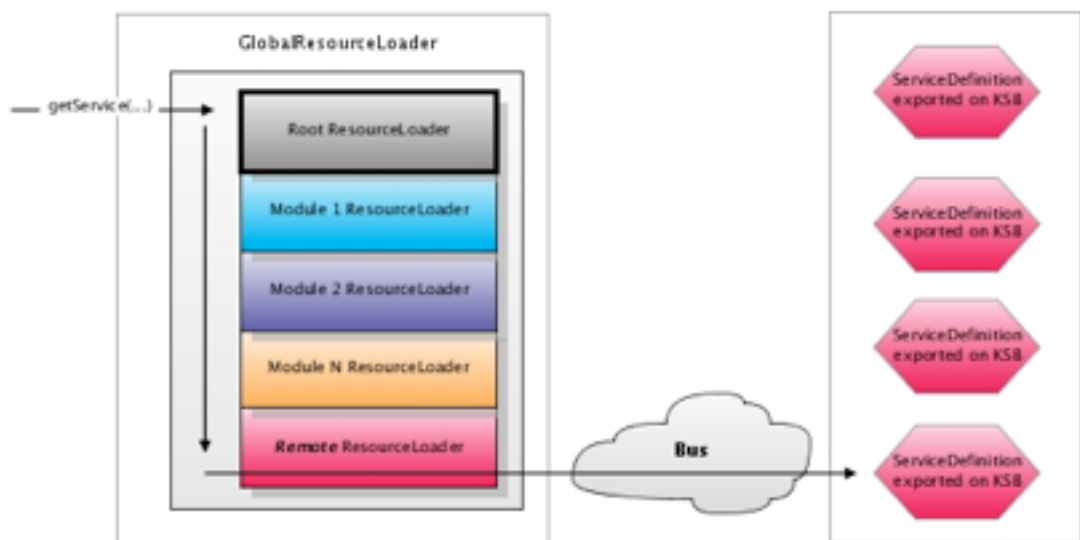 GlobalResourceLoader
getService(...)
Root ResourceLoader
Module 1 ResourceLoader
Module 2 ResourceLoader
Module N ResourceLoader
Remote ResourceLoader
Bus
ServiceDefinition
exported on KSB
ServiceDefinition
exported on KSB
ServiceDefinition
exported on KSB
ServiceDefinition
exported on KSB